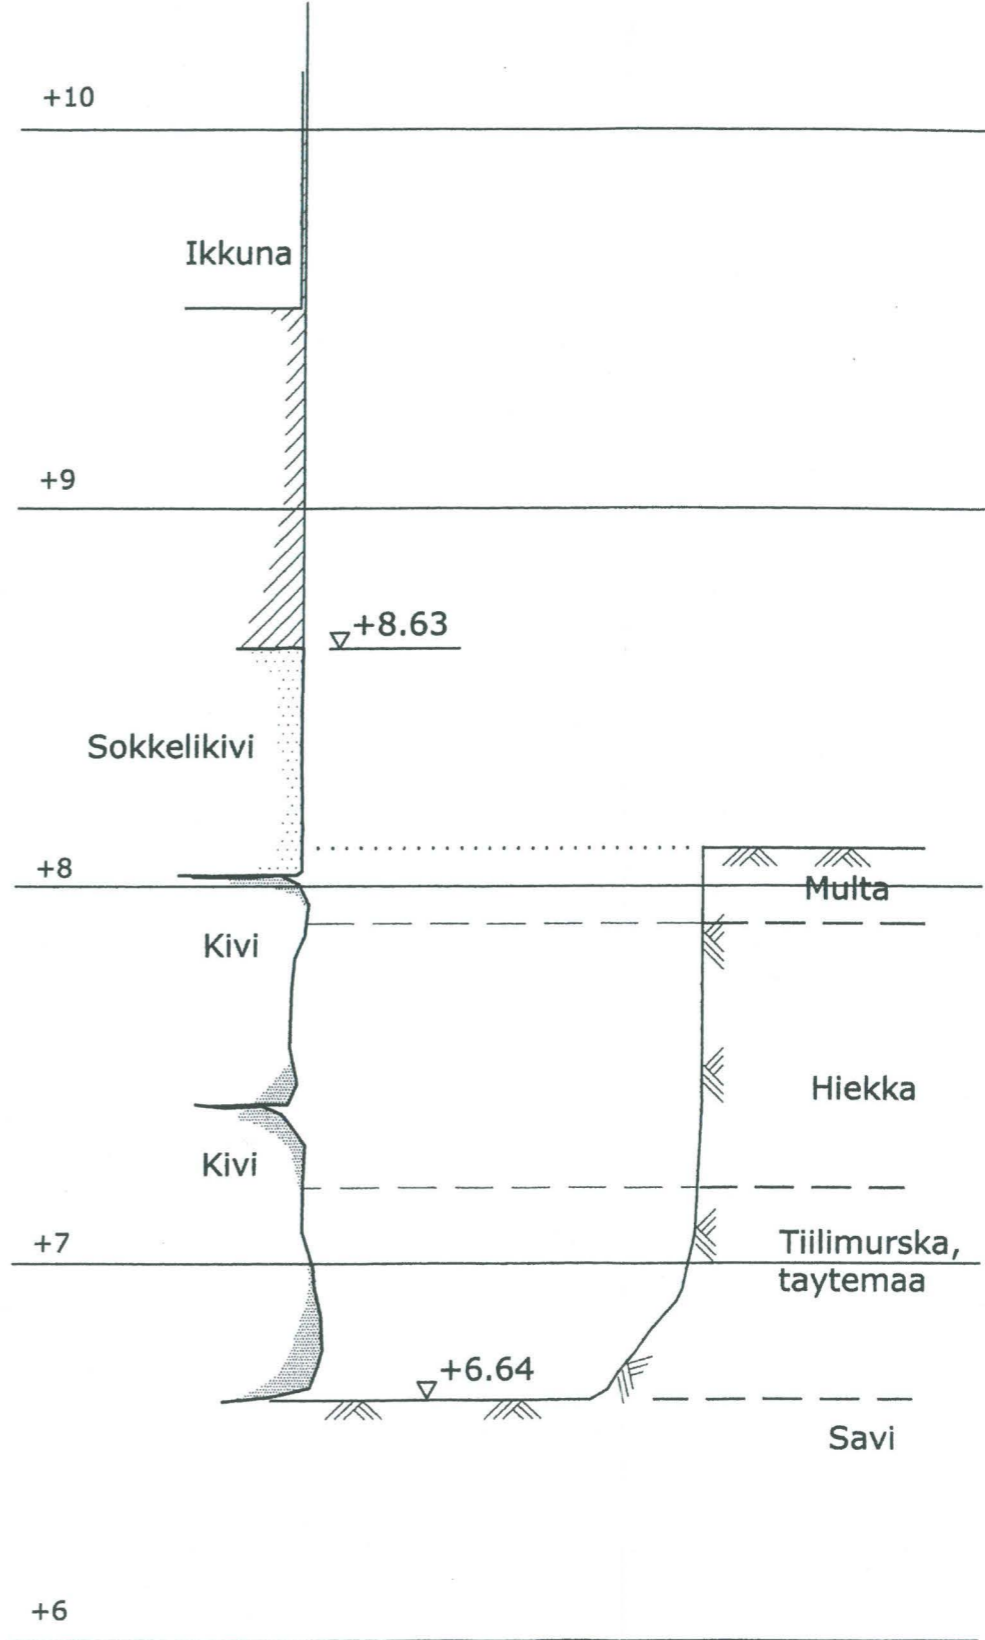 +10
Ikkuna
+9
+8.63
Sokkelikivi
+8
Multa
Kivi
Hiekka
Kivi
+7
Tiilimurska,
taytemaa
+6.64
Savi
+6